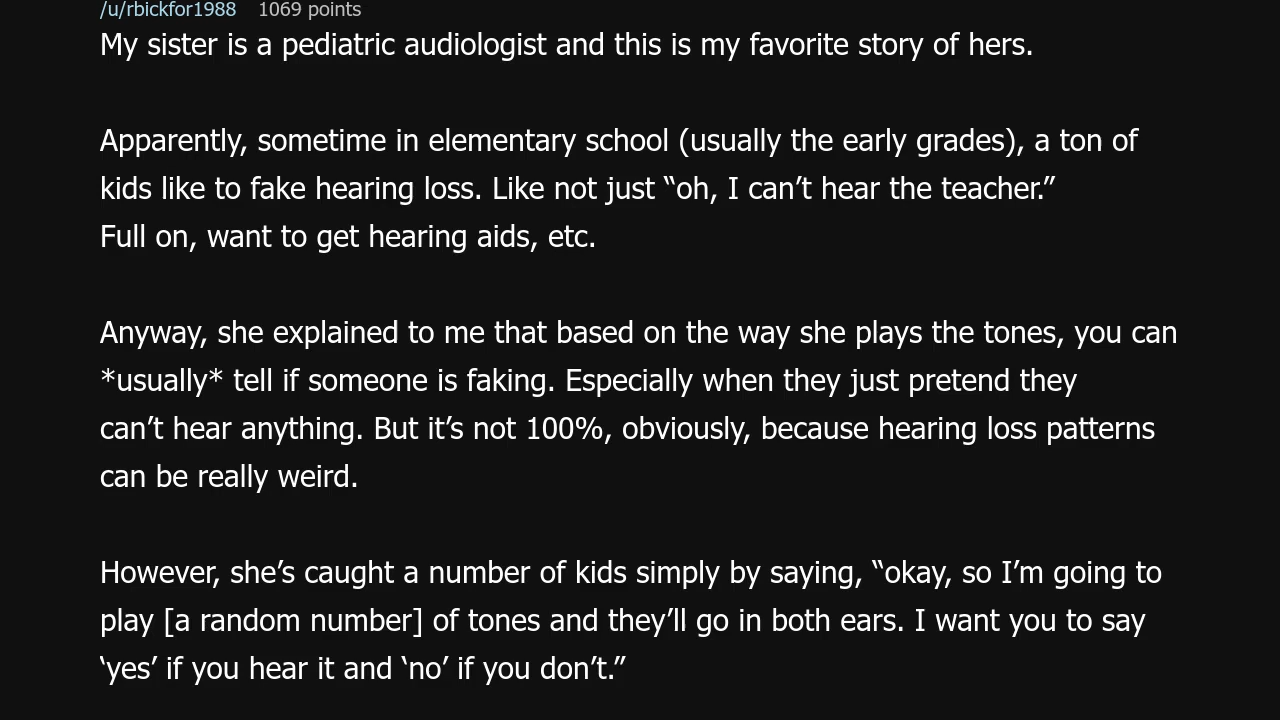 /u/rbickfor1988 1069 points
My sister is a pediatric audiologist and this is my favorite story of hers.
Apparently, sometime in elementary school (usually the early grades), a ton of
kids like to fake hearing loss. Like not just “oh, I can’t hear the teacher.”
Full on, want to get hearing aids, etc.
Anyway, she explained to me that based on the way she plays the tones, you can
*usually* tell if someone is faking. Especially when they just pretend they
can’t hear anything. But it’s not 100%, obviously, because hearing loss patterns
can be really weird.
However, she’s caught a number of kids simply by saying, “okay, so I’m going to
play [a random number] of tones and they’ll go in both ears. I want you to say
‘yes’ if you hear it and ‘no’ if you don’t.”